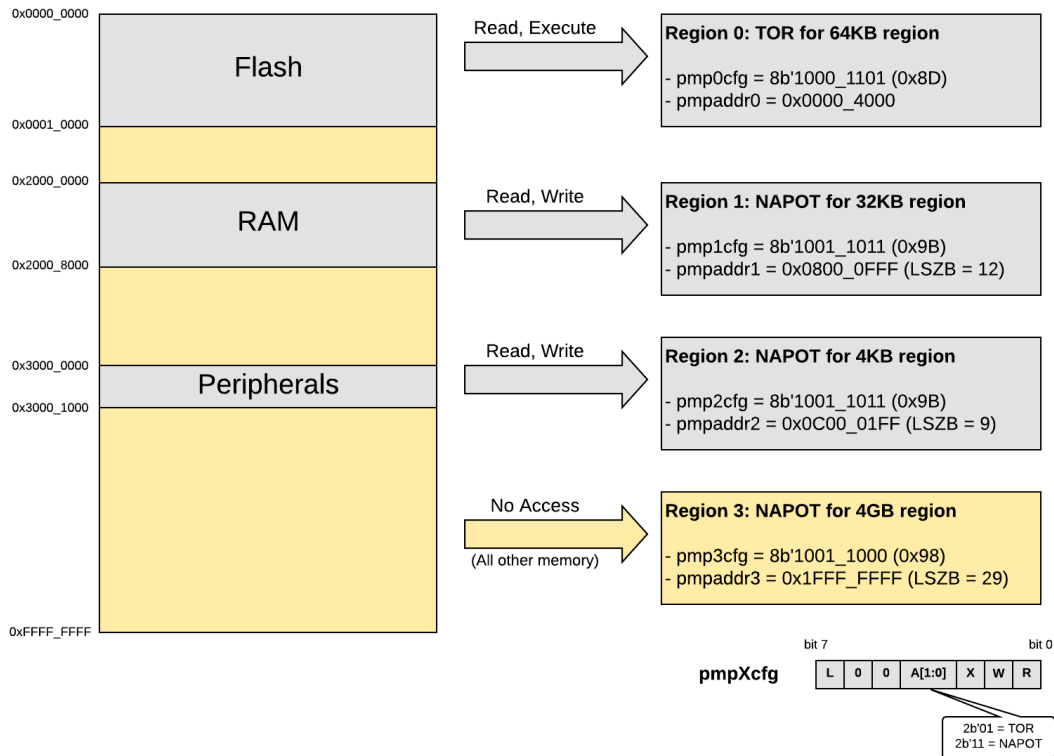 0x0000_0000
Flash
0x0001_0000
0x2000_0000
RAM
0x2000_8000
0x3000_0000
Peripherals
0x3000_1000
0xFFFF_FFFF
Read, Execute
Region 0: TOR for 64KB region
- pmp0cfg = 8b'1000_1101 (0x8D)
- pmpaddr0 = 0x0000_4000
Read, Write
Region 1: NAPOT for 32KB region
- pmp1cfg = 8b'1001_1011 (0x9B)
- pmpaddr1 = 0x0800_0FFF (LSZB = 12)
Read, Write
Region 2: NAPOT for 4KB region
- pmp2cfg = 8b'1001_1011 (0x9B)
- pmpaddr2 = 0x0C00_01FF (LSZB = 9)
No Access
(All other memory)
Region 3: NAPOT for 4GB region
- pmp3cfg = 8b'1001_1000 (0x98)
- pmpaddr3 = 0x1FFF_FFFF (LSZB = 29)
bit 7 bit 0
pmpXcfg L 0 0 A[1:0] X W R
2b'01 = TOR
2b'11 = NAPOT